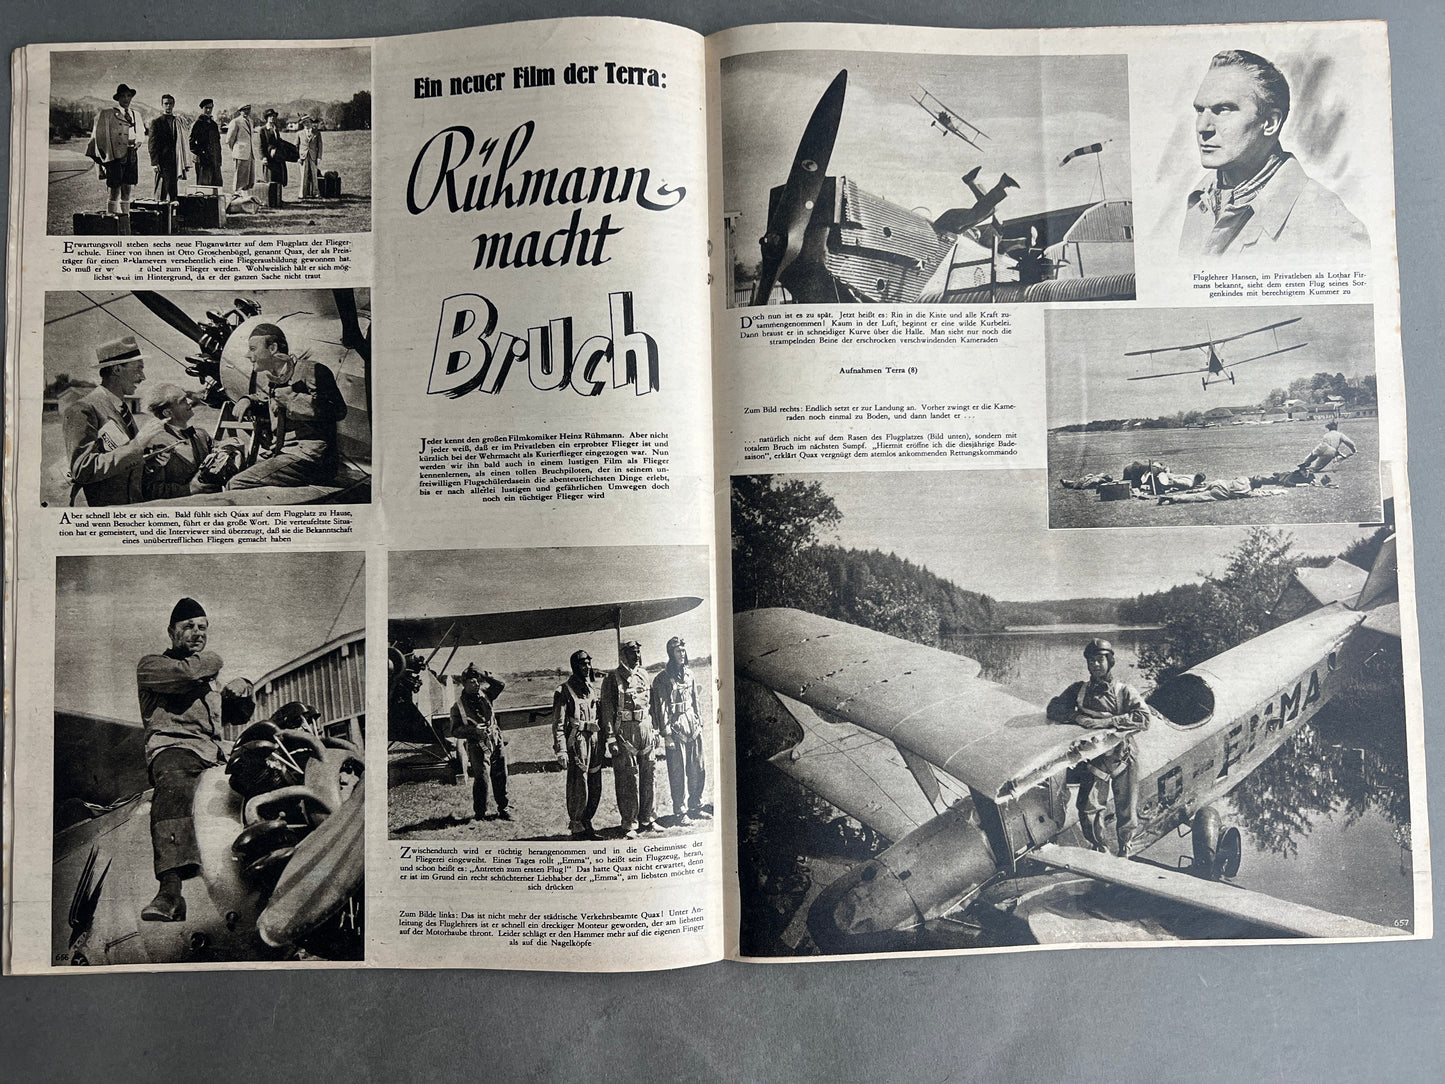 Erwartungsvoll stehen sechs neue Fluganwärter auf dem Flugplatz der Flieger-
schule. Einer von ihnen ist Otto Groschenbügel, genannt Quax, der als Preis-
träger für einen Reklamevers versehentlich eine Fliegerausbildung gewonnen hat.
So muß er übel zum Flieger werden. Wohlweislich hält er sich mög-
lichst weit im Hintergrund, da er der ganzen Sache nicht traut
Aber schnell lebt er sich ein. Bald fühlt sich Quax auf dem Flugplatz zu Hause,
und wenn Besucher kommen, führt er das große Wort. Die verteufeltste Situa-
tion hat er gemeistert, und die Interviewer sind überzeugt, daß sie die Bekanntschaft
eines unübertrefflichen Fliegers gemacht haben
656
Ein neuer Film der Terra:
Rühmann
macht
Bruch
Jeder kennt den großen Filmkomiker Heinz Rühmann. Aber nicht
jeder weiß, daß er im Privatleben ein erprobter Flieger ist und
kürzlich bei der Wehrmacht als Kurierflieger eingezogen war. Nun
werden wir ihn bald auch in einem lustigen Film als Flieger
kennenlernen, als einen tollen Bruchpiloten, der in seinem un-
freiwilligen Flugschülerdasein die abenteuerlichsten Dinge erlebt,
bis er nach allerlei lustigen und gefährlichen Umwegen doch
noch ein tüchtiger Flieger wird
Zwischendurch wird er tüchtig herangenommen und in die Geheimnisse der
Fliegerei eingeweiht. Eines Tages rollt „Emma“, so heißt sein Flugzeug, heran,
und schon heißt es: „Antreten zum ersten Flug!“ Das hatte Quax nicht erwartet, denn
er ist im Grund ein recht schüchterner Liebhaber der „Emma“, am liebsten möchte er
sich drücken
Zum Bilde links: Das ist nicht mehr der städtische Verkehrsbeamte Quax! Unter An-
leitung des Fluglehrers ist er schnell ein dreckiger Monteur geworden, der am liebsten
auf der Motorhaube thront. Leider schlägt er den Hammer mehr auf die eigenen Finger
als auf die Nagelköpfe
Doch nun ist es zu spät. Jetzt heißt es: Rin in die Kiste und alle Kraft zu-
sammengenommen! Kaum in der Luft, beginnt er eine wilde Kurbelei.
Dann braust er in schneidiger Kurve über die Halle. Man sieht nur noch die
strampelnden Beine der erschrocken verschwindenden Kameraden
Aufnahmen Terra (8)
Zum Bild rechts: Endlich setzt er zur Landung an. Vorher zwingt er die Kame-
raden noch einmal zu Boden, und dann landet er . . .
. . . natürlich nicht auf dem Rasen des Flugplatzes (Bild unten), sondern mit
totalem Bruch im nächsten Sumpf. „Hiermit eröffne ich die diesjährige Bade-
saison“, erklärt Quax vergnügt dem atemlos ankommenden Rettungskommando
Fluglehrer Hansen, im Privatleben als Lothar Fir-
mans bekannt, sieht dem ersten Flug seines Sor-
genkindes mit berechtigtem Kummer zu
D-EMMA
657